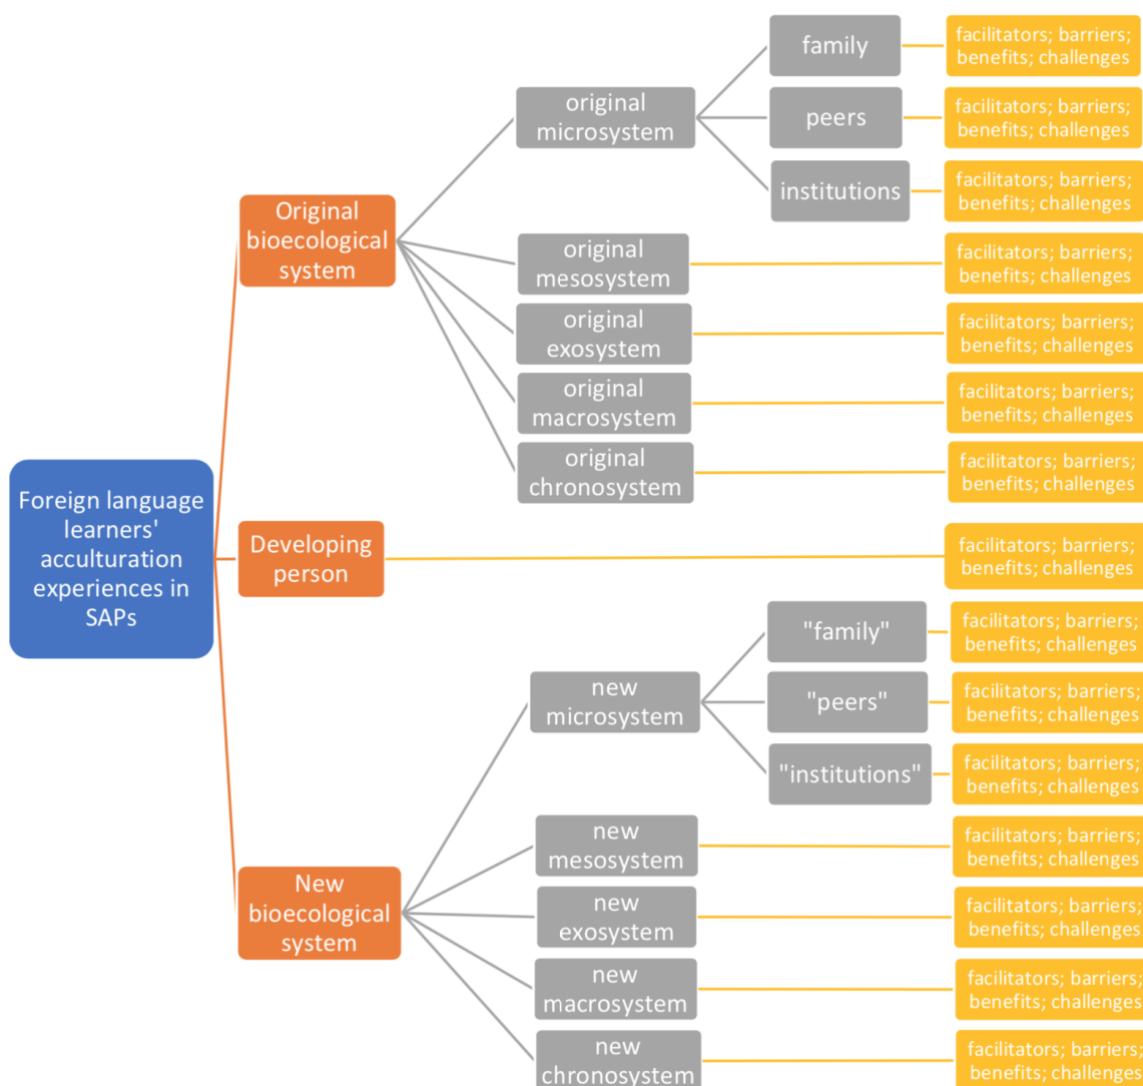 Foreign language
learners'
acculturation
experiences in
SAPs
Original
bioecological
system
original
microsystem
family
facilitators; barriers;
benefits; challenges
peers
facilitators; barriers;
benefits; challenges
institutions
facilitators; barriers;
benefits; challenges
original
mesosystem
facilitators; barriers;
benefits; challenges
original
exosystem
facilitators; barriers;
benefits; challenges
original
macrosystem
facilitators; barriers;
benefits; challenges
original
chronosystem
facilitators; barriers;
benefits; challenges
Developing
person
facilitators; barriers;
benefits; challenges
New
bioecological
system
new
microsystem
"family"
facilitators; barriers;
benefits; challenges
"peers"
facilitators; barriers;
benefits; challenges
"institutions"
facilitators; barriers;
benefits; challenges
new
mesosystem
facilitators; barriers;
benefits; challenges
new
exosystem
facilitators; barriers;
benefits; challenges
new
macrosystem
facilitators; barriers;
benefits; challenges
new
chronosystem
facilitators; barriers;
benefits; challenges